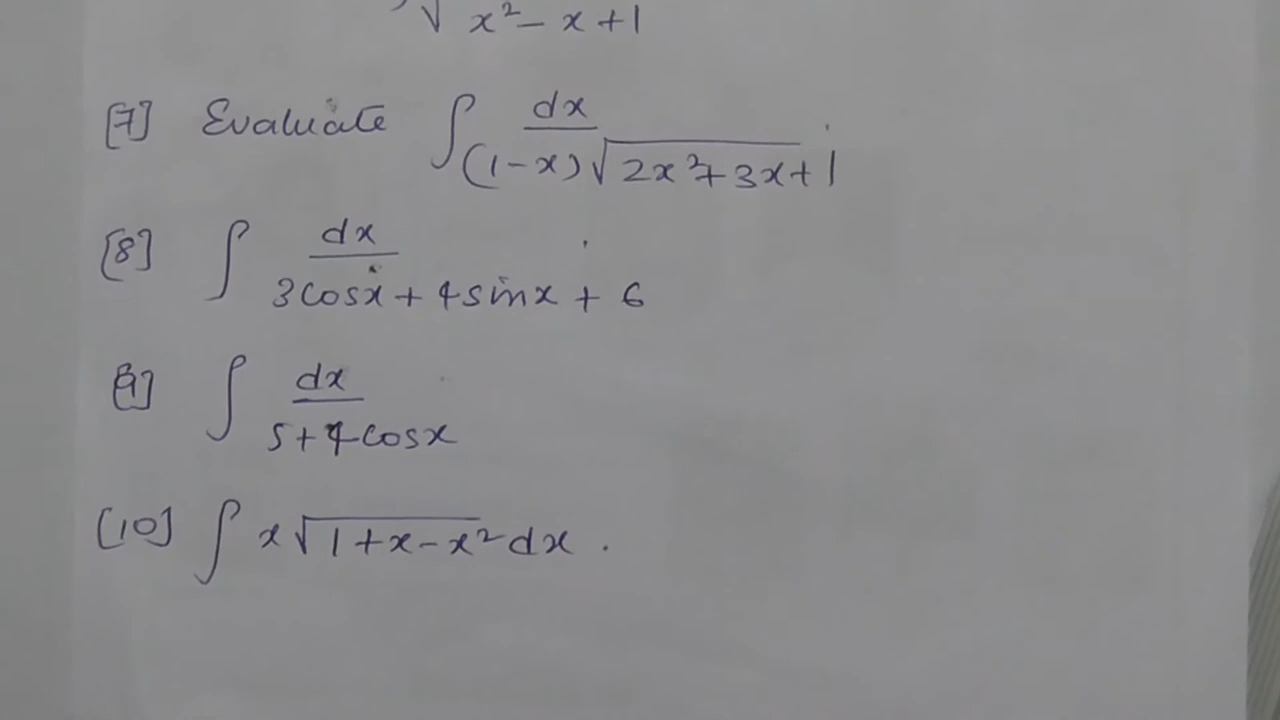 √x² - x + 1
[7] Evaluate ∫ dx / (1-x)√2x²+3x+1
[8] ∫ dx / 3cosx + 4sinx + 6
[9] ∫ dx / 5+4cosx
[10] ∫ x√1+x-x² dx .